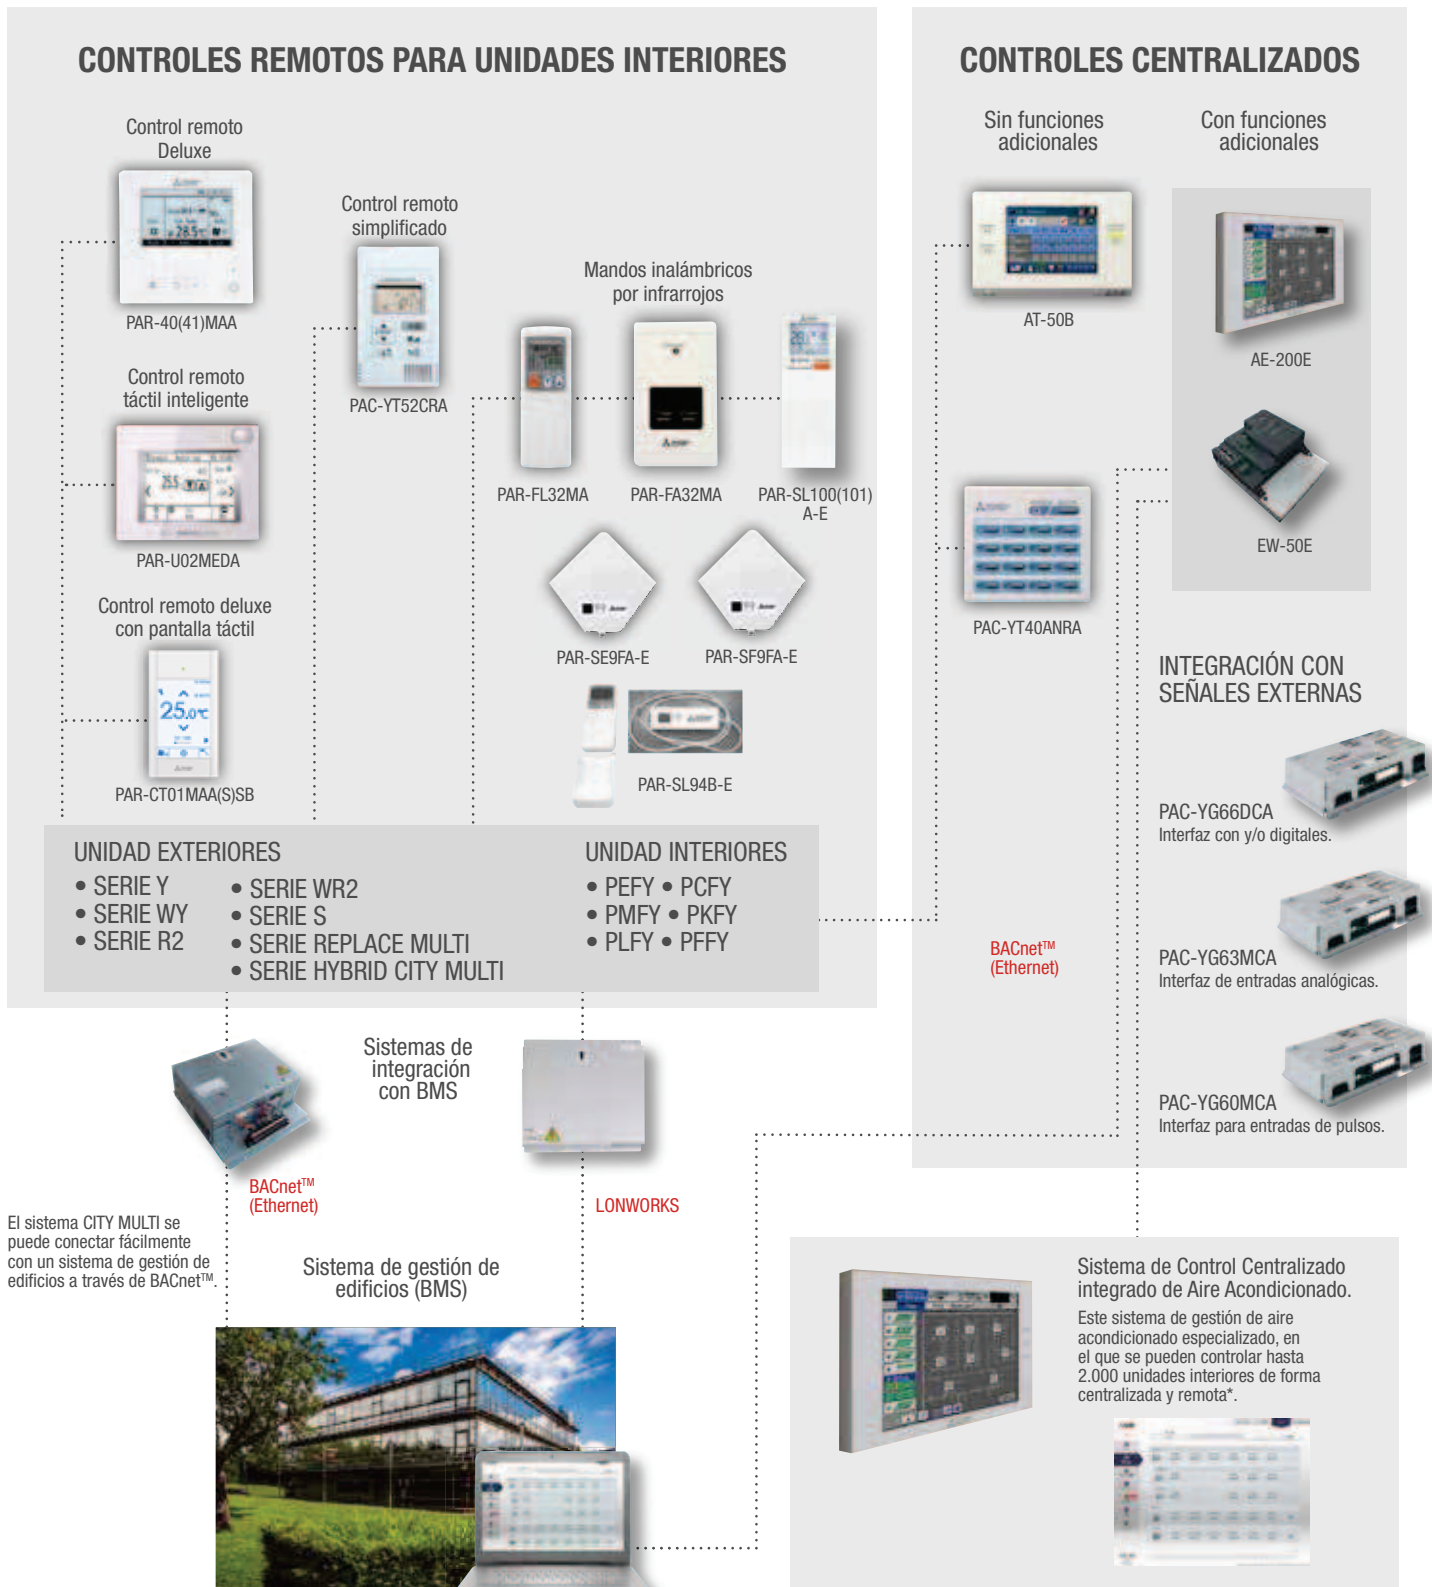 CONTROLES REMOTOS PARA UNIDADES INTERIORES
Control remoto
Deluxe
PAR-40(41)MAA
Control remoto
táctil inteligente
PAR-U02MEDA
Control remoto deluxe
con pantalla táctil
25.0°C
PAR-CT01MAA(S)SB
Control remoto
simplificado
PAC-YT52CRA
Mandos inalámbricos
por infrarrojos
PAR-FL32MA
PAR-FA32MA
PAR-SL100(101)
A-E
PAR-SE9FA-E
PAR-SF9FA-E
PAR-SL94B-E
UNIDAD EXTERIORES
• SERIE Y
• SERIE WY
• SERIE R2
• SERIE WR2
• SERIE S
• SERIE REPLACE MULTI
• SERIE HYBRID CITY MULTI
UNIDAD INTERIORES
• PEFY • PCFY
• PMFY • PKFY
• PLFY • PFFY
CONTROLES CENTRALIZADOS
Sin funciones
adicionales
AT-50B
PAC-YT40ANRA
Con funciones
adicionales
AE-200E
EW-50E
INTEGRACIÓN CON
SEÑALES EXTERNAS
PAC-YG66DCA
Interfaz con y/o digitales.
PAC-YG63MCA
Interfaz de entradas analógicas.
PAC-YG60MCA
Interfaz para entradas de pulsos.
BACnet™
(Ethernet)
Sistemas de
integración
con BMS
BACnet™
(Ethernet)
LONWORKS
El sistema CITY MULTI se
puede conectar fácilmente
con un sistema de gestión de
edificios a través de BACnet™.
Sistema de gestión de
edificios (BMS)
Sistema de Control Centralizado
integrado de Aire Acondicionado.
Este sistema de gestión de aire
acondicionado especializado, en
el que se pueden controlar hasta
2.000 unidades interiores de forma
centralizada y remota*.